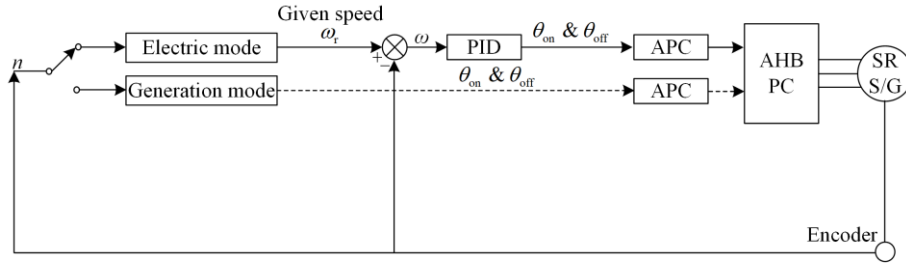 Given speed
n
Electric mode
ω_r
+
−
ω
PID
θ_on & θ_off
APC
AHB
PC
SR
S/G
Generation mode
θ_on & θ_off
APC
Encoder